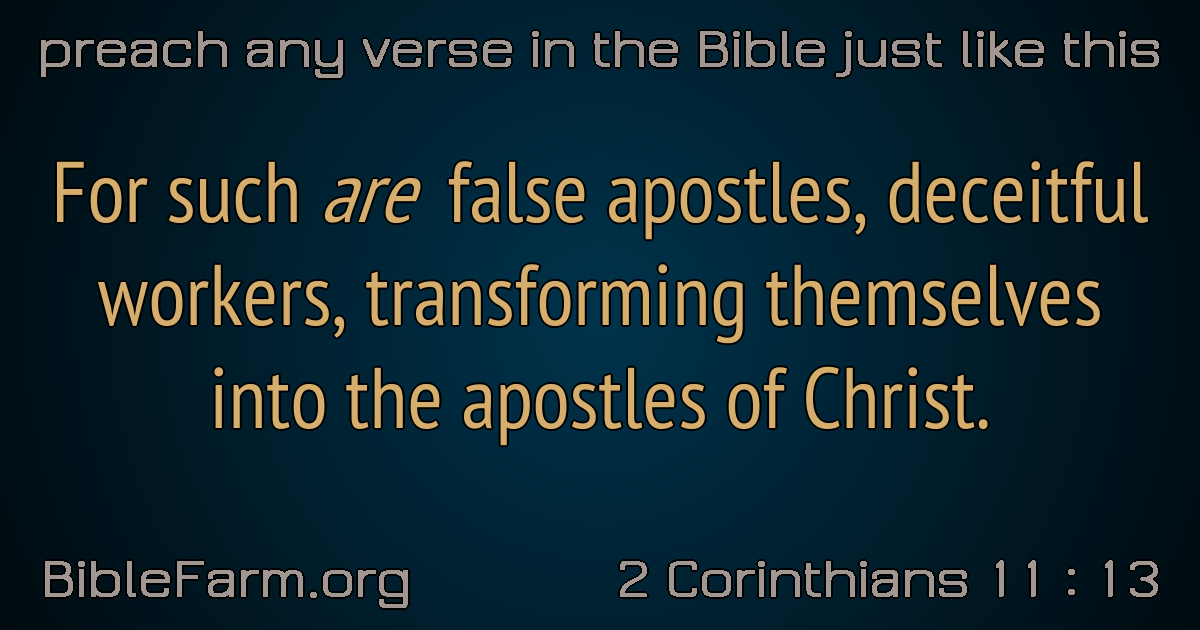 preach any verse in the Bible just like this
For such are false apostles, deceitful
workers, transforming themselves
into the apostles of Christ.
BibleFarm.org
2 Corinthians 11 : 13